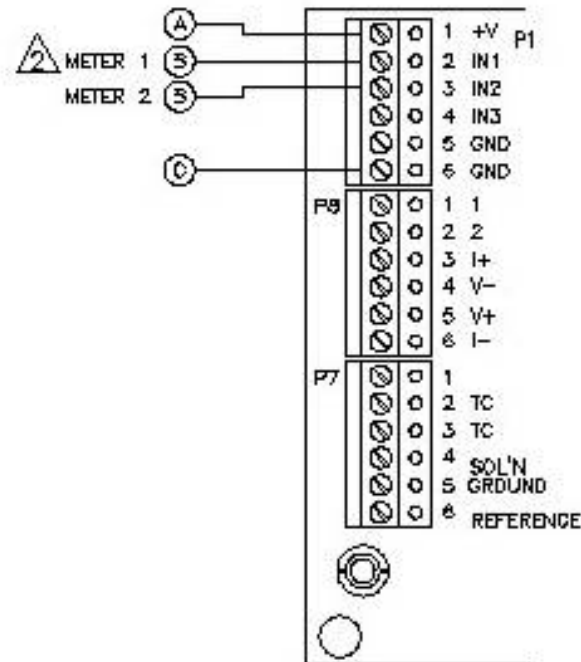 A
1 +V P1
2 METER 1 B 2 IN1
METER 2 B 3 IN2
4 IN3
5 GND
C 6 GND
P8 1 1
2 2
3 I+
4 V-
5 V+
6 I-
P7 1
2 TC
3 TC
4 SOL'N
5 GROUND
6 REFERENCE